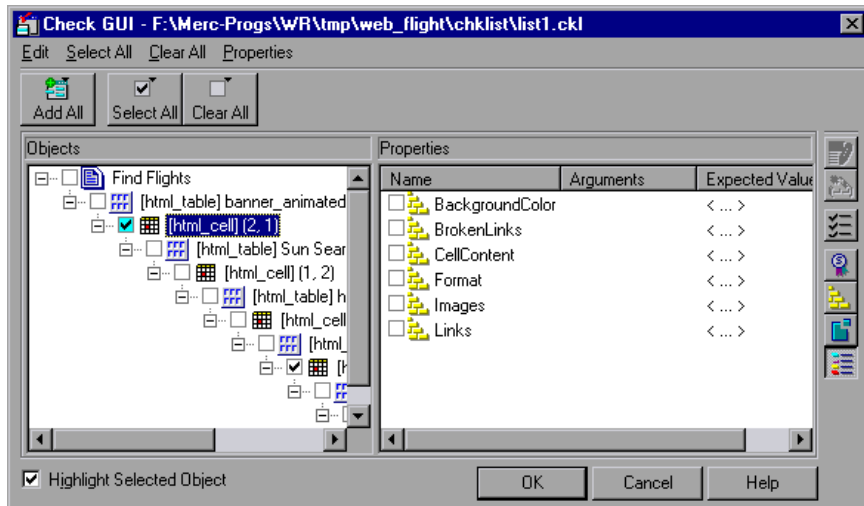 Check GUI - F:\Merc-Progs\WR\tmp\web_flight\chklist\list1.ckl
Edit Select All Clear All Properties
Add All Select All Clear All
Objects
Find Flights
[html_table] banner_animated
[html_cell] (2, 1)
[html_table] Sun Sear
[html_cell] (1, 2)
[html_table] h
[html_cell
[html_
[h
Properties
Name Arguments Expected Value
BackgroundColor < ... >
BrokenLinks < ... >
CellContent < ... >
Format < ... >
Images < ... >
Links < ... >
Highlight Selected Object
OK Cancel Help